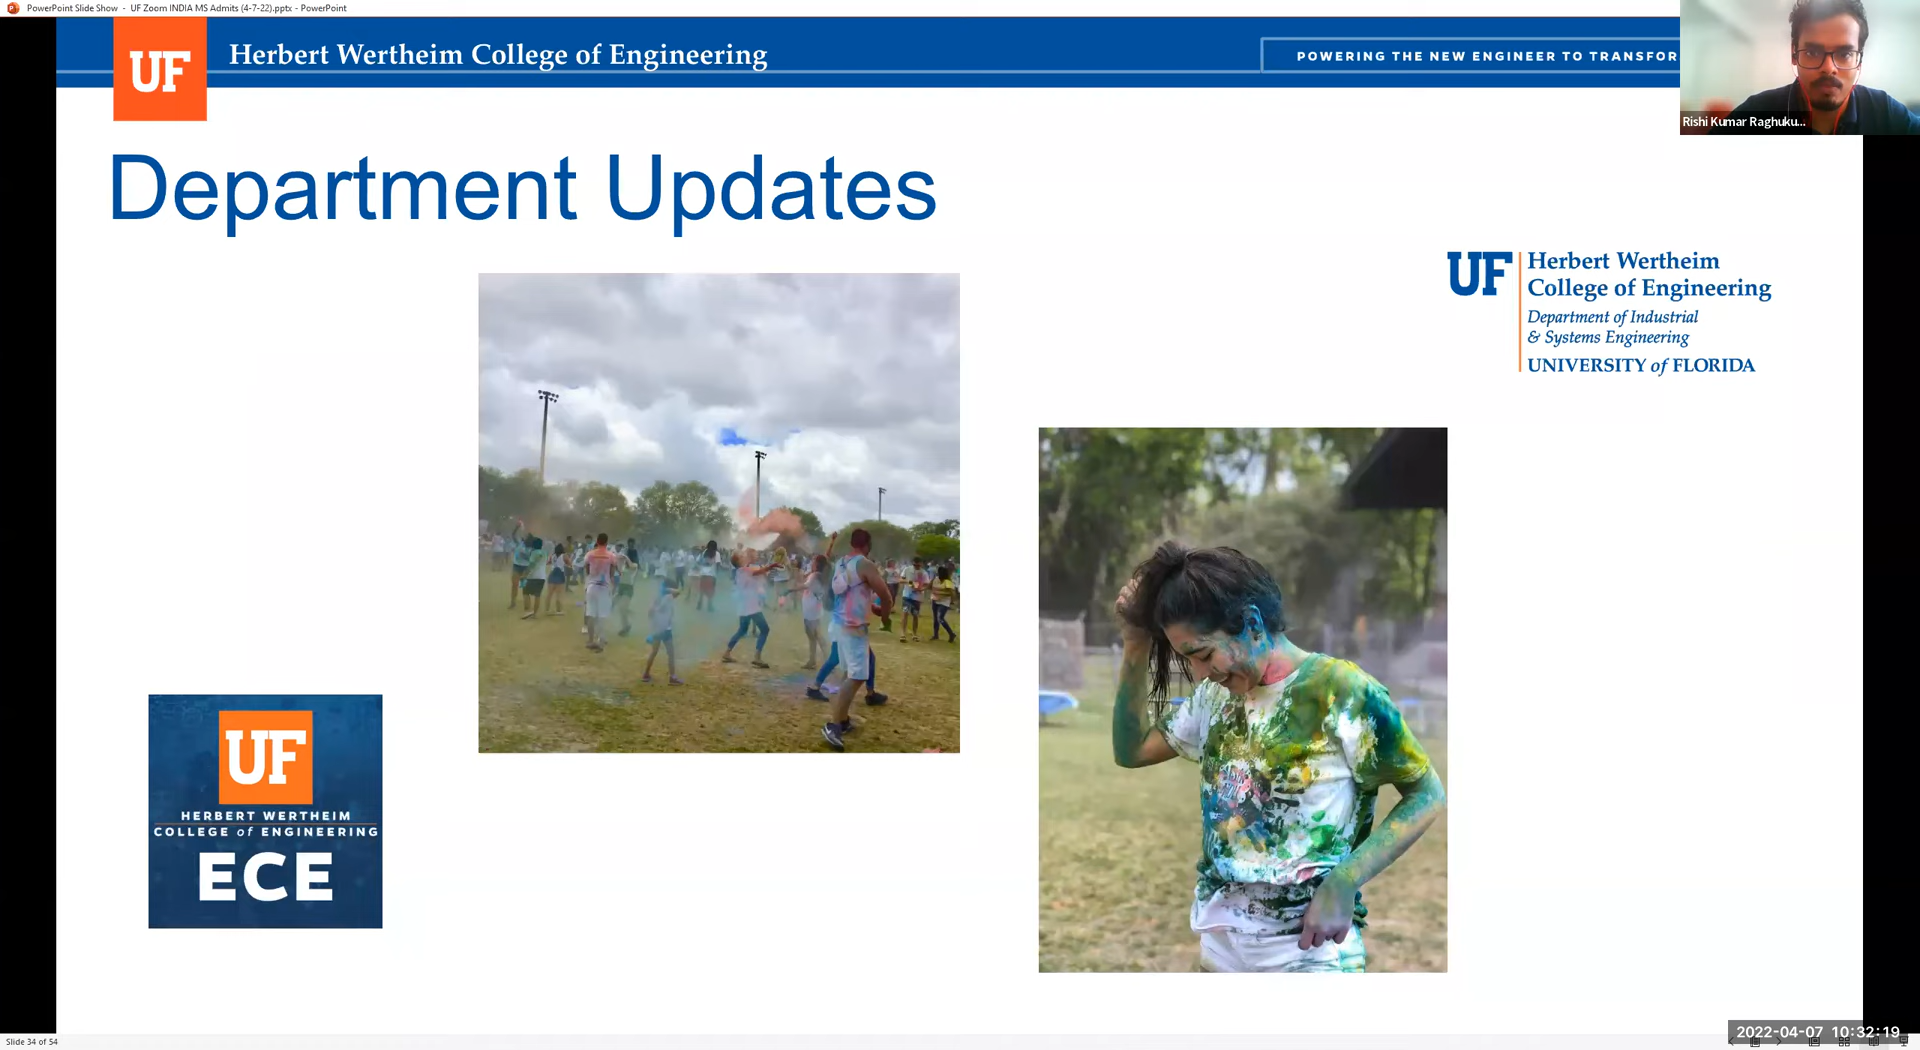 PowerPoint Slide Show - UF Zoom INDIA MS Admits (4-7-22).pptx - PowerPoint
UF
Herbert Wertheim College of Engineering
POWERING THE NEW ENGINEER TO TRANSFOR
Rishi Kumar Raghuku...
Department Updates
UF
Herbert Wertheim
College of Engineering
Department of Industrial
& Systems Engineering
UNIVERSITY of FLORIDA
UF
HERBERT WERTHEIM
COLLEGE of ENGINEERING
ECE
2022-04-07 10:32:19
Slide 34 of 54